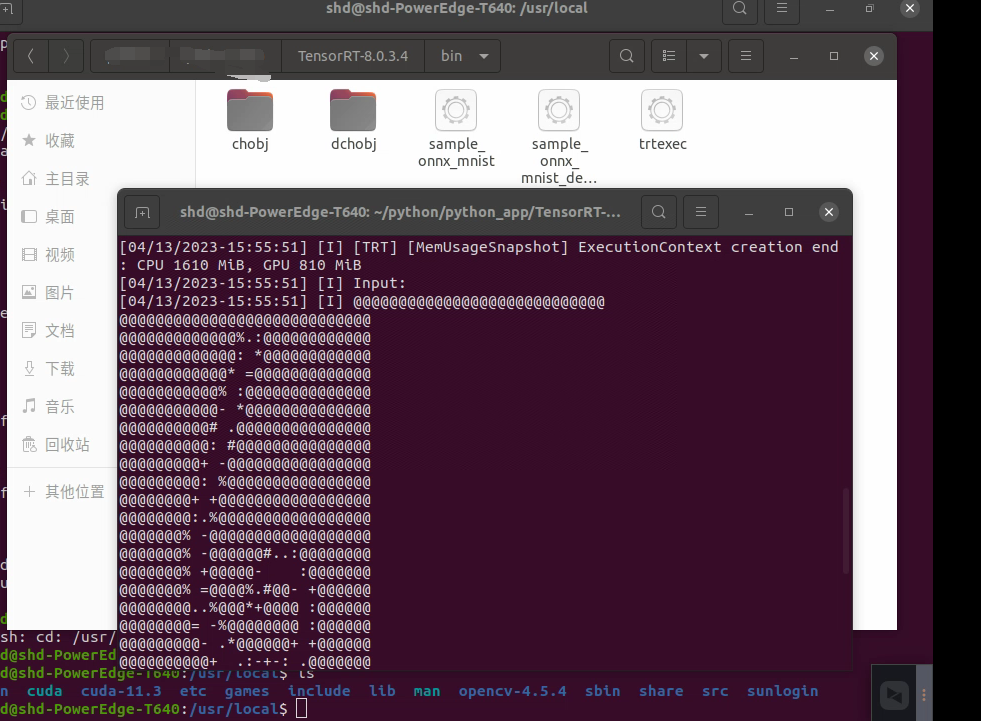 shd@shd-PowerEdge-T640: /usr/local
TensorRT-8.0.3.4
bin
最近使用
收藏
主目录
桌面
视频
图片
文档
下载
音乐
回收站
其他位置
chobj
dchobj
sample_
onnx_mnist
sample_
onnx_
mnist_de...
trtexec
shd@shd-PowerEdge-T640: ~/python/python_app/TensorRT-...
[04/13/2023-15:55:51] [I] [TRT] [MemUsageSnapshot] ExecutionContext creation end
: CPU 1610 MiB, GPU 810 MiB
[04/13/2023-15:55:51] [I] Input:
[04/13/2023-15:55:51] [I] @@@@@@@@@@@@@@@@@@@@@@@@@@@@
@@@@@@@@@@@@@@@@@@@@@@@@@@@@
@@@@@@@@@@@@@%.:@@@@@@@@@@@@
@@@@@@@@@@@@@: *@@@@@@@@@@@@
@@@@@@@@@@@@* =@@@@@@@@@@@@@
@@@@@@@@@@@% :@@@@@@@@@@@@@@
@@@@@@@@@@@- *@@@@@@@@@@@@@@
@@@@@@@@@@# .@@@@@@@@@@@@@@@
@@@@@@@@@@: #@@@@@@@@@@@@@@@
@@@@@@@@@+ -@@@@@@@@@@@@@@@@
@@@@@@@@@: %@@@@@@@@@@@@@@@@
@@@@@@@@+ +@@@@@@@@@@@@@@@@@
@@@@@@@@:.%@@@@@@@@@@@@@@@@@
@@@@@@@% -@@@@@@@@@@@@@@@@@@
@@@@@@@% -@@@@@@#..:@@@@@@@@
@@@@@@@% +@@@@@-    :@@@@@@@
@@@@@@@% =@@@@%.#@@- +@@@@@@
@@@@@@@@..%@@@*+@@@@ :@@@@@@
@@@@@@@@= -%@@@@@@@@ :@@@@@@
@@@@@@@@@- .*@@@@@@+ +@@@@@@
@@@@@@@@@@+  .:-+-: .@@@@@@@
sh: cd: /usr/
d@shd-PowerEd
d@shd-PowerEdge-T640:/usr/local$ ls
n cuda cuda-11.3 etc games include lib man opencv-4.5.4 sbin share src sunlogin
d@shd-PowerEdge-T640:/usr/local$